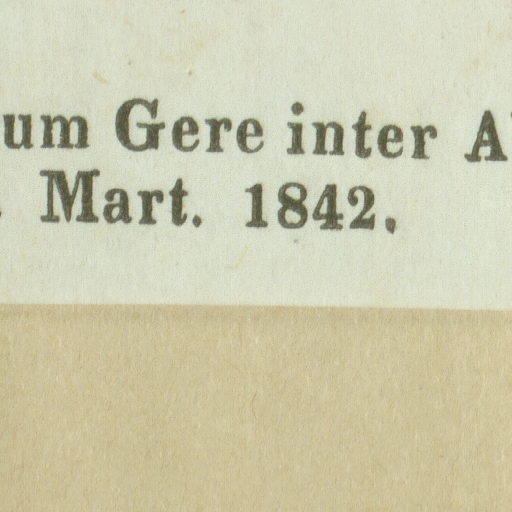 um Gere inter A
. Mart. 1842.